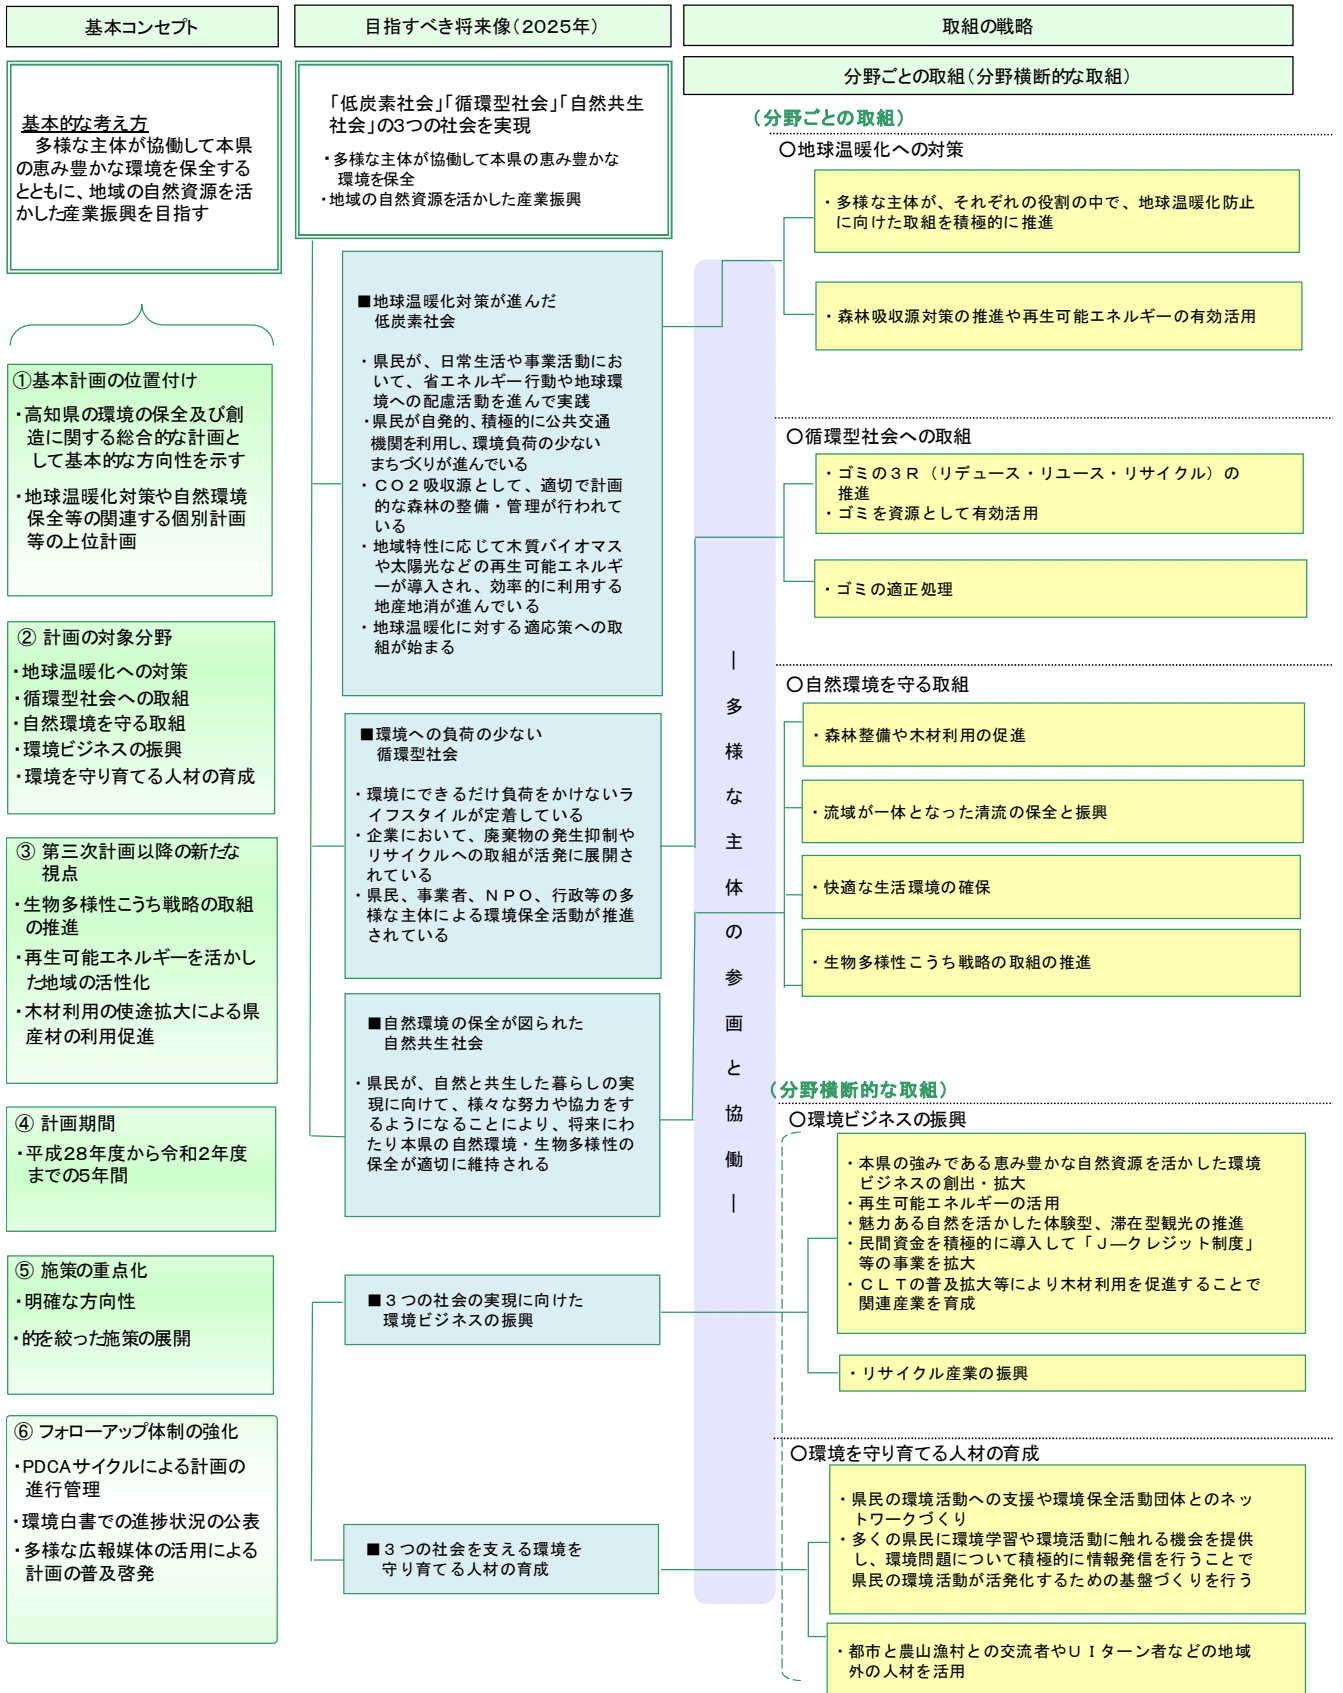 基本コンセプト
基本的な考え方
多様な主体が協働して本県
の恵み豊かな環境を保全する
とともに、地域の自然資源を活
かした産業振興を目指す
①基本計画の位置付け
・高知県の環境の保全及び創
造に関する総合的な計画と
して基本的な方向性を示す
・地球温暖化対策や自然環境
保全等の関連する個別計画
等の上位計画
② 計画の対象分野
・地球温暖化への対策
・循環型社会への取組
・自然環境を守る取組
・環境ビジネスの振興
・環境を守り育てる人材の育成
③ 第三次計画以降の新たな
視点
・生物多様性こうち戦略の取組
の推進
・再生可能エネルギーを活かし
た地域の活性化
・木材利用の使途拡大による県
産材の利用促進
④ 計画期間
・平成28年度から令和2年度
までの5年間
⑤ 施策の重点化
・明確な方向性
・的を絞った施策の展開
⑥ フォローアップ体制の強化
・PDCAサイクルによる計画の
進行管理
・環境白書での進捗状況の公表
・多様な広報媒体の活用による
計画の普及啓発
目指すべき将来像（2025年）
「低炭素社会」「循環型社会」「自然共生
社会」の3つの社会を実現
・多様な主体が協働して本県の恵み豊かな
環境を保全
・地域の自然資源を活かした産業振興
■地球温暖化対策が進んだ
低炭素社会
・県民が、日常生活や事業活動にお
いて、省エネルギー行動や地球環
境への配慮活動を進んで実践
・県民が自発的、積極的に公共交通
機関を利用し、環境負荷の少ない
まちづくりが進んでいる
・ＣＯ２吸収源として、適切で計画
的な森林の整備・管理が行われて
いる
・地域特性に応じて木質バイオマス
や太陽光などの再生可能エネルギ
ーが導入され、効率的に利用する
地産地消が進んでいる
・地球温暖化に対する適応策への取
組が始まる
■環境への負荷の少ない
循環型社会
・環境にできるだけ負荷をかけないラ
イフスタイルが定着している
・企業において、廃棄物の発生抑制や
リサイクルへの取組が活発に展開さ
れている
・県民、事業者、ＮＰＯ、行政等の多
様な主体による環境保全活動が推進
されている
■自然環境の保全が図られた
自然共生社会
・県民が、自然と共生した暮らしの実
現に向けて、様々な努力や協力をす
るようになることにより、将来にわ
たり本県の自然環境・生物多様性の
保全が適切に維持される
■３つの社会の実現に向けた
環境ビジネスの振興
■３つの社会を支える環境を
守り育てる人材の育成
―多様な主体の参画と協働―
取組の戦略
分野ごとの取組（分野横断的な取組）
（分野ごとの取組）
〇地球温暖化への対策
・多様な主体が、それぞれの役割の中で、地球温暖化防止
に向けた取組を積極的に推進
・森林吸収源対策の推進や再生可能エネルギーの有効活用
〇循環型社会への取組
・ゴミの３Ｒ（リデュース・リユース・リサイクル）の
推進
・ゴミを資源として有効活用
・ゴミの適正処理
〇自然環境を守る取組
・森林整備や木材利用の促進
・流域が一体となった清流の保全と振興
・快適な生活環境の確保
・生物多様性こうち戦略の取組の推進
（分野横断的な取組）
〇環境ビジネスの振興
・本県の強みである恵み豊かな自然資源を活かした環境
ビジネスの創出・拡大
・再生可能エネルギーの活用
・魅力ある自然を活かした体験型、滞在型観光の推進
・民間資金を積極的に導入して「Ｊ―クレジット制度」
等の事業を拡大
・ＣＬＴの普及拡大等により木材利用を促進することで
関連産業を育成
・リサイクル産業の振興
〇環境を守り育てる人材の育成
・県民の環境活動への支援や環境保全活動団体とのネッ
トワークづくり
・多くの県民に環境学習や環境活動に触れる機会を提供
し、環境問題について積極的に情報発信を行うことで
県民の環境活動が活発化するための基盤づくりを行う
・都市と農山漁村との交流者やＵＩターン者などの地域
外の人材を活用